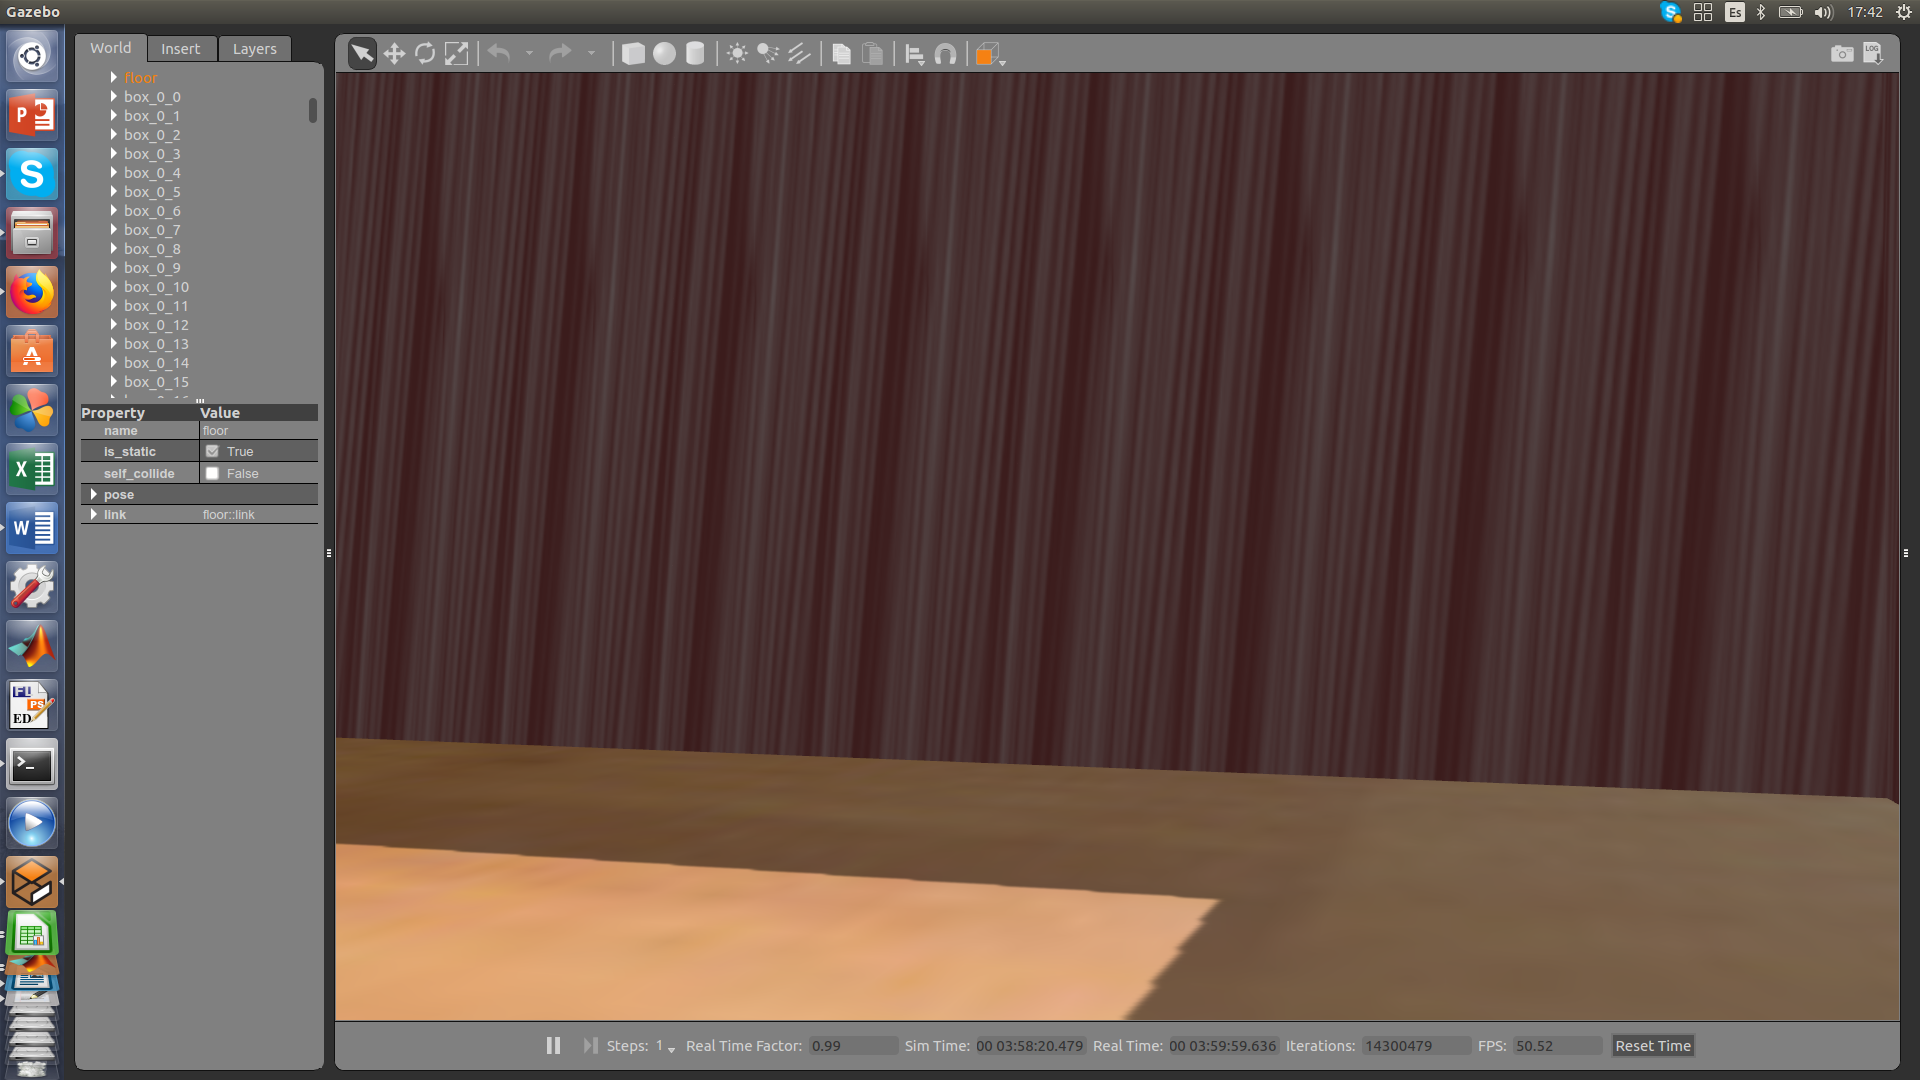 Gazebo
Es
17:42
World
Insert
Layers
LOG
floor
box_0_0
box_0_1
box_0_2
box_0_3
box_0_4
box_0_5
box_0_6
box_0_7
box_0_8
box_0_9
box_0_10
box_0_11
box_0_12
box_0_13
box_0_14
box_0_15
Property Value
name floor
is_static True
self_collide False
pose
link floor::link
Steps: 1 Real Time Factor: 0.99 Sim Time: 00 03:58:20.479 Real Time: 00 03:59:59.636 Iterations: 14300479 FPS: 50.52 Reset Time